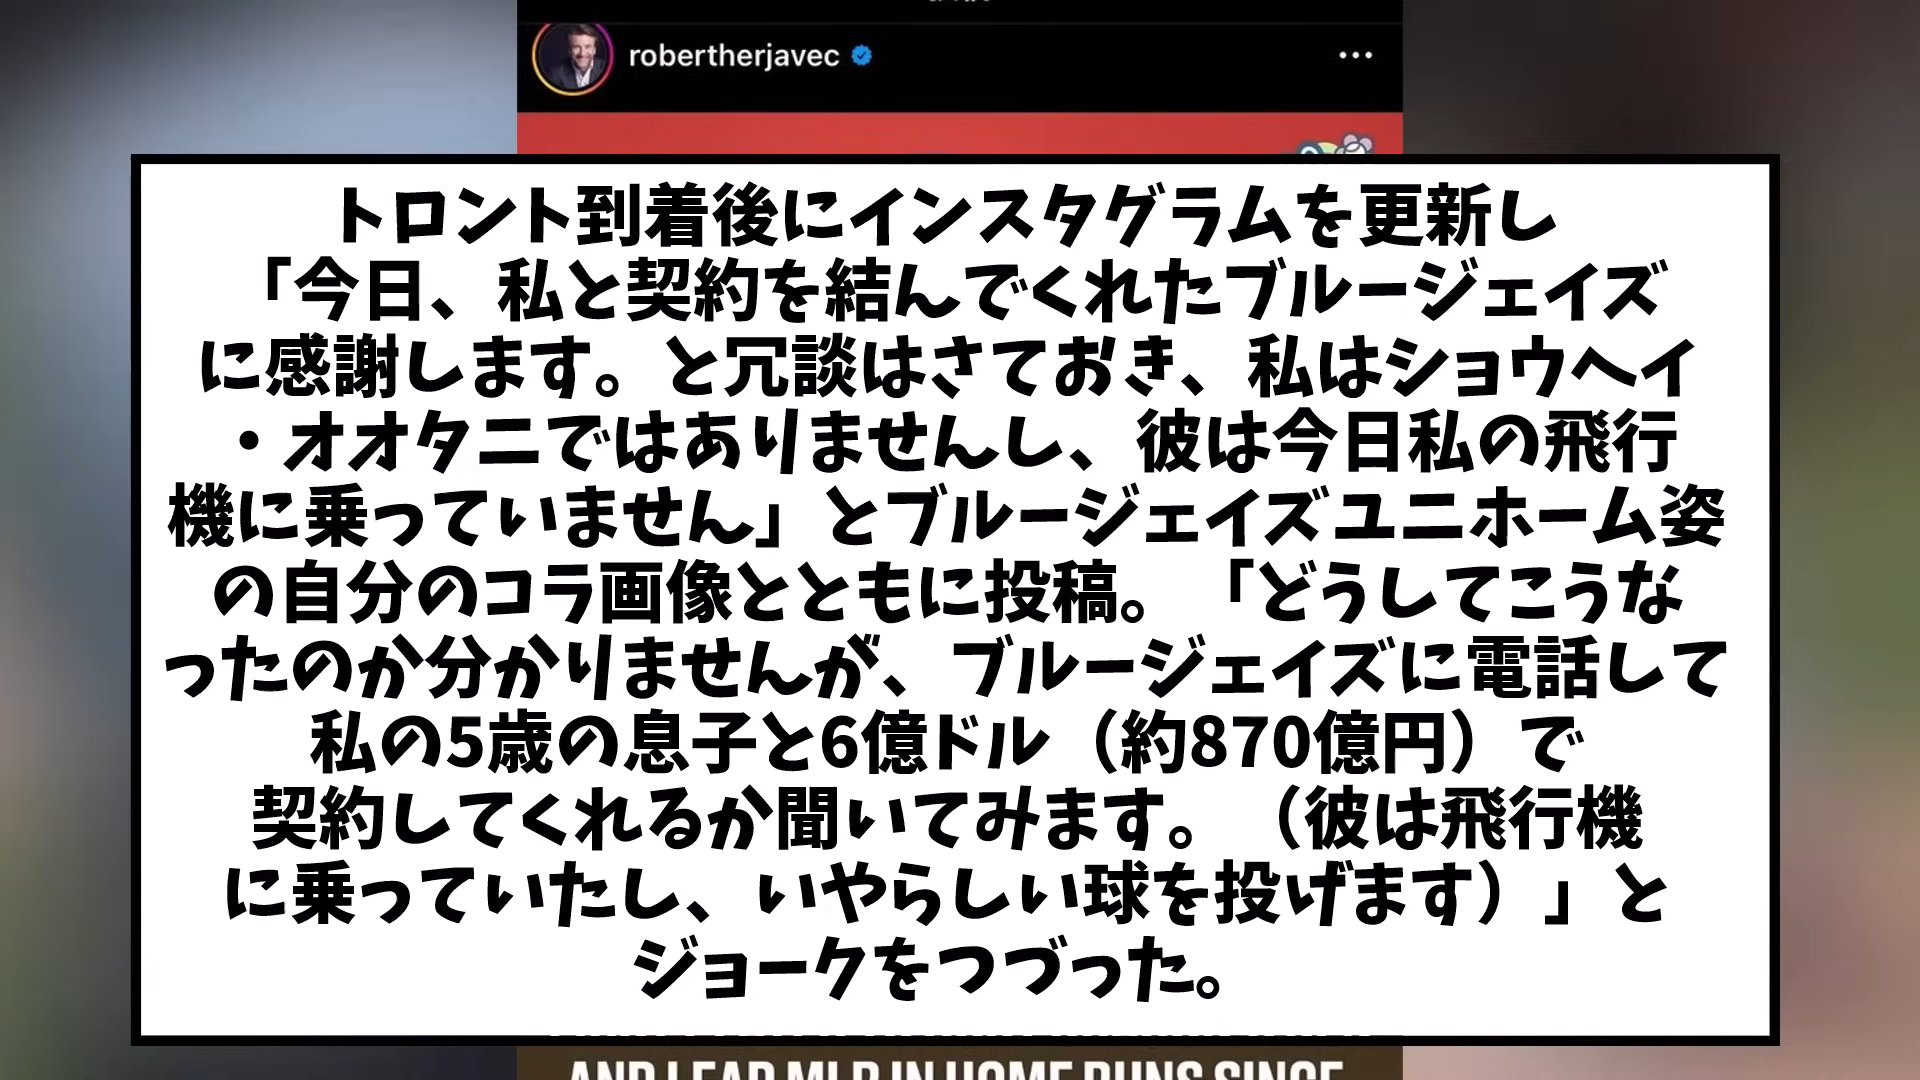 robertherjavec
トロント到着後にインスタグラムを更新し
「今日、私と契約を結んでくれたブルージェイズ
に感謝します。と冗談はさておき、私はショウヘイ
・オオタニではありませんし、彼は今日私の飛行
機に乗っていません」とブルージェイズユニホーム姿
の自分のコラ画像とともに投稿。「どうしてこうな
ったのか分かりませんが、ブルージェイズに電話して
私の5歳の息子と6億ドル（約870億円）で
契約してくれるか聞いてみます。（彼は飛行機
に乗っていたし、いやらしい球を投げます）」と
ジョークをつづった。
AND LEAD MLB IN HOME RUNS SINCE